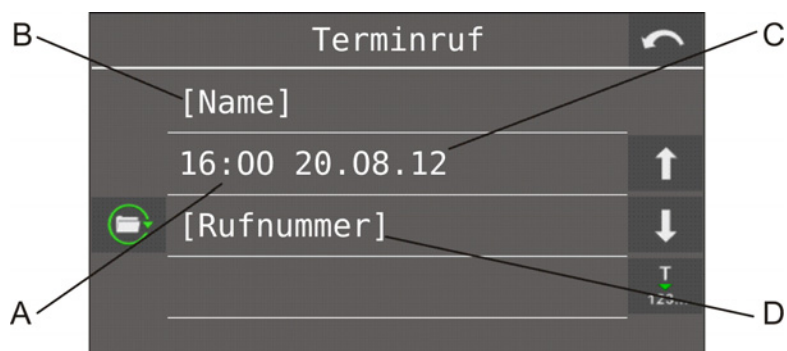 B
Terminruf
C
[Name]
16:00 20.08.12
[Rufnummer]
T
123...
A
D